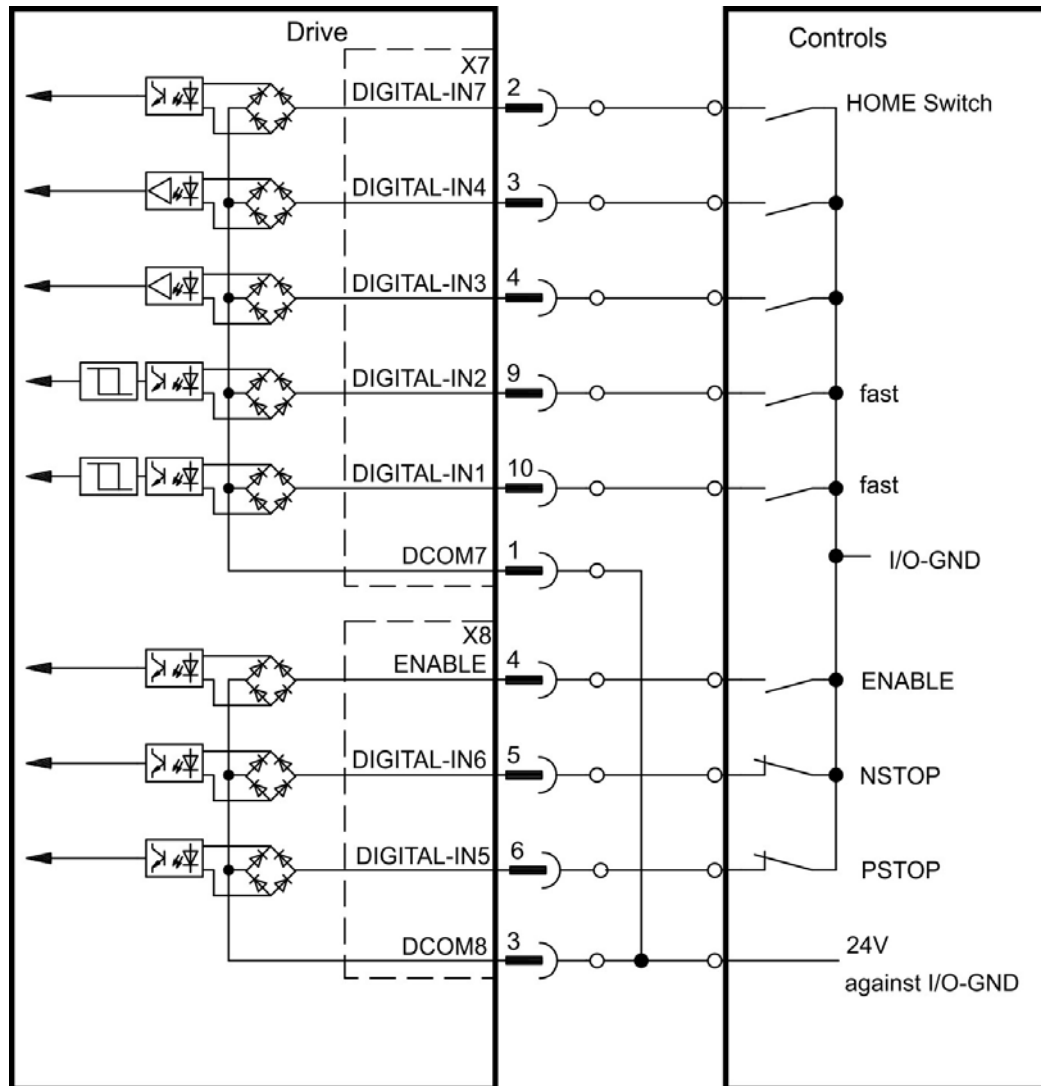 Drive
Controls
X7
DIGITAL-IN7
2
HOME Switch
DIGITAL-IN4
3
DIGITAL-IN3
4
DIGITAL-IN2
9
fast
DIGITAL-IN1
10
fast
DCOM7
1
I/O-GND
X8
ENABLE
4
ENABLE
DIGITAL-IN6
5
NSTOP
DIGITAL-IN5
6
PSTOP
DCOM8
3
24V
against I/O-GND